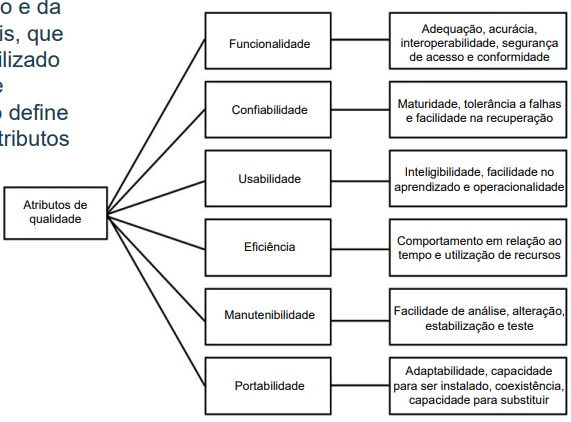 o e da
is, que
ilizado
e
o define
tributos
Atributos de
qualidade
Funcionalidade
Adequação, acurácia,
interoperabilidade, segurança
de acesso e conformidade
Confiabilidade
Maturidade, tolerância a falhas
e facilidade na recuperação
Usabilidade
Inteligibilidade, facilidade no
aprendizado e operacionalidade
Eficiência
Comportamento em relação ao
tempo e utilização de recursos
Manutenibilidade
Facilidade de análise, alteração,
estabilização e teste
Portabilidade
Adaptabilidade, capacidade
para ser instalado, coexistência,
capacidade para substituir